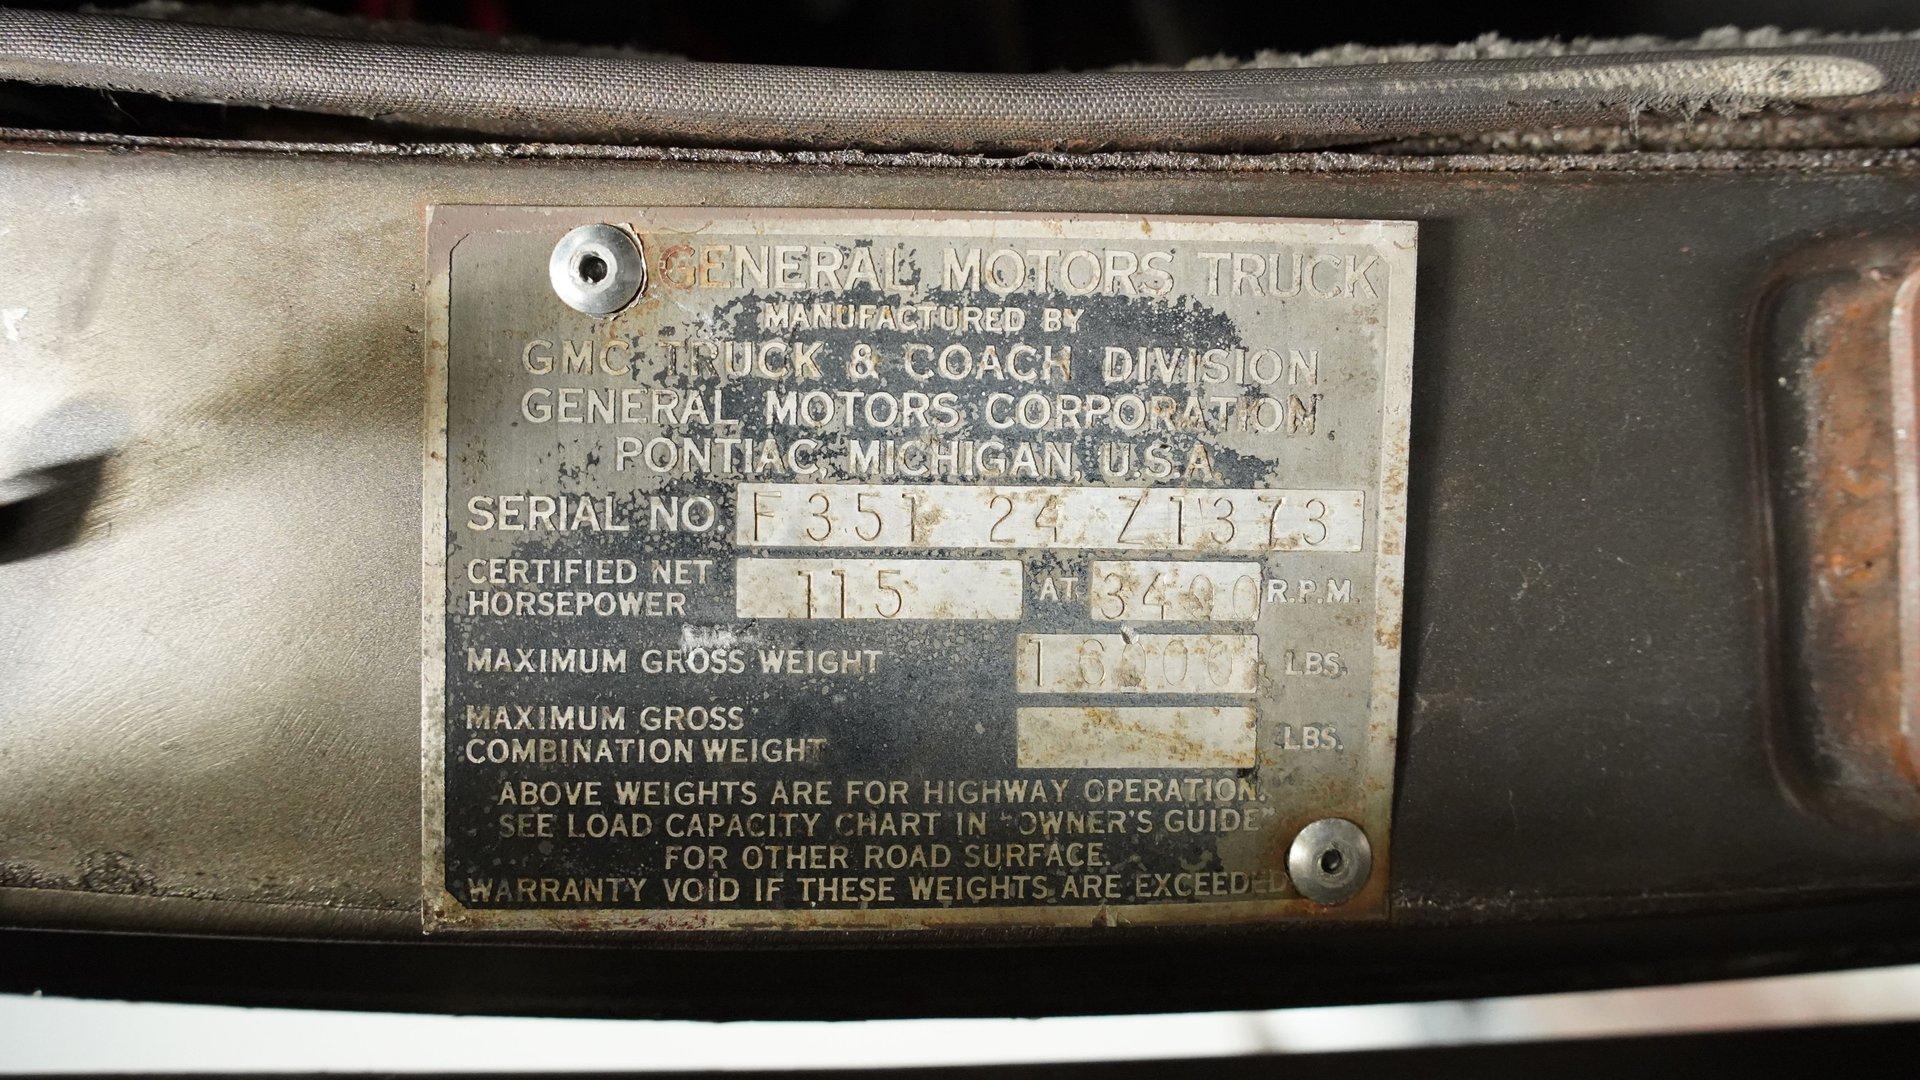 GENERAL MOTORS TRUCK
MANUFACTURED BY
GMC TRUCK & COACH DIVISION
GENERAL MOTORS CORPORATION
PONTIAC, MICHIGAN, U.S.A.
SERIAL NO. F351 24 Z1373
CERTIFIED NET HORSEPOWER 115 AT 3400 R.P.M.
MAXIMUM GROSS WEIGHT 16000 LBS.
MAXIMUM GROSS
COMBINATION WEIGHT LBS.
ABOVE WEIGHTS ARE FOR HIGHWAY OPERATION.
SEE LOAD CAPACITY CHART IN "OWNER'S GUIDE"
FOR OTHER ROAD SURFACE.
WARRANTY VOID IF THESE WEIGHTS ARE EXCEEDED